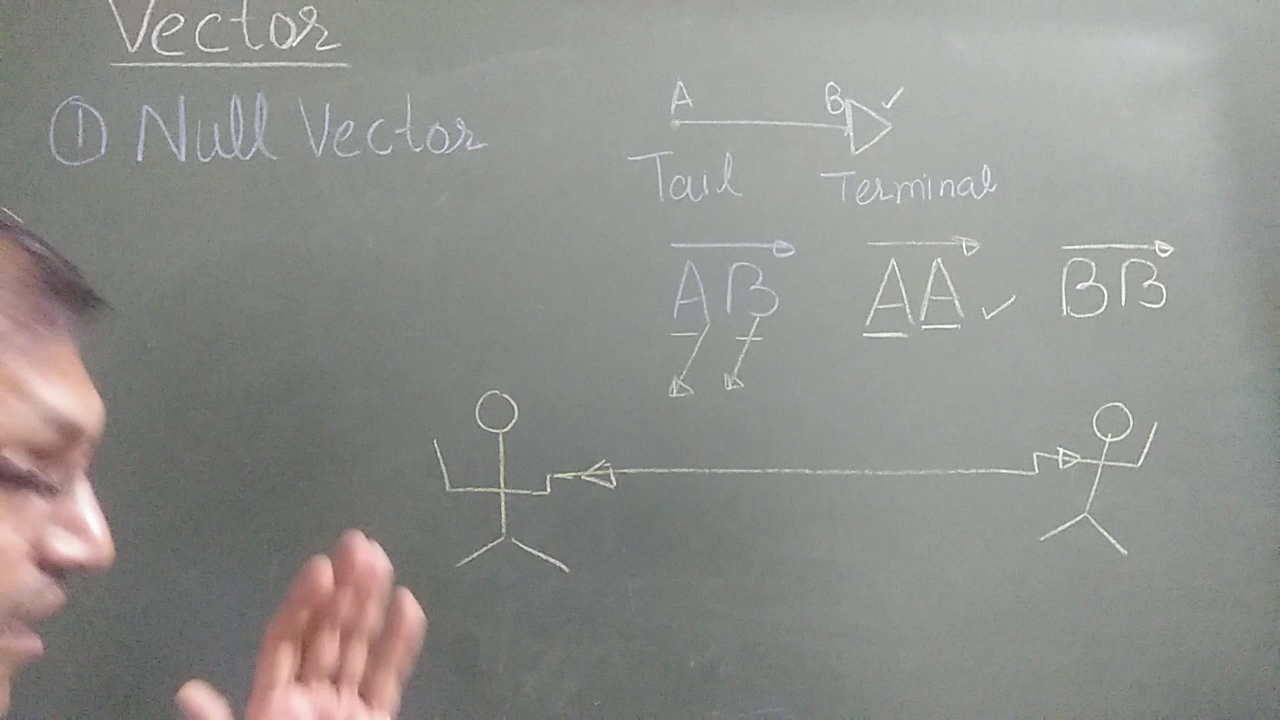 Vector
① Null Vector
A B
Tail Terminal
AB AA BB